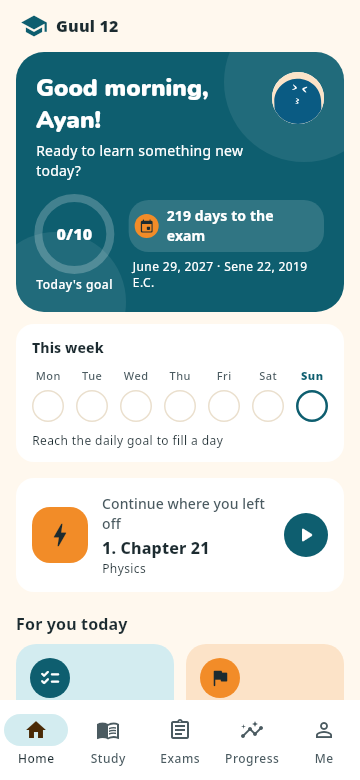 Guul 12
Good morning,
Ayan!
Ready to learn something new
today?
0/10
Today's goal
219 days to the
exam
June 29, 2027 · Sene 22, 2019
E.C.
This week
Mon Tue Wed Thu Fri Sat Sun
Reach the daily goal to fill a day
Continue where you left
off
1. Chapter 21
Physics
For you today
Home Study Exams Progress Me